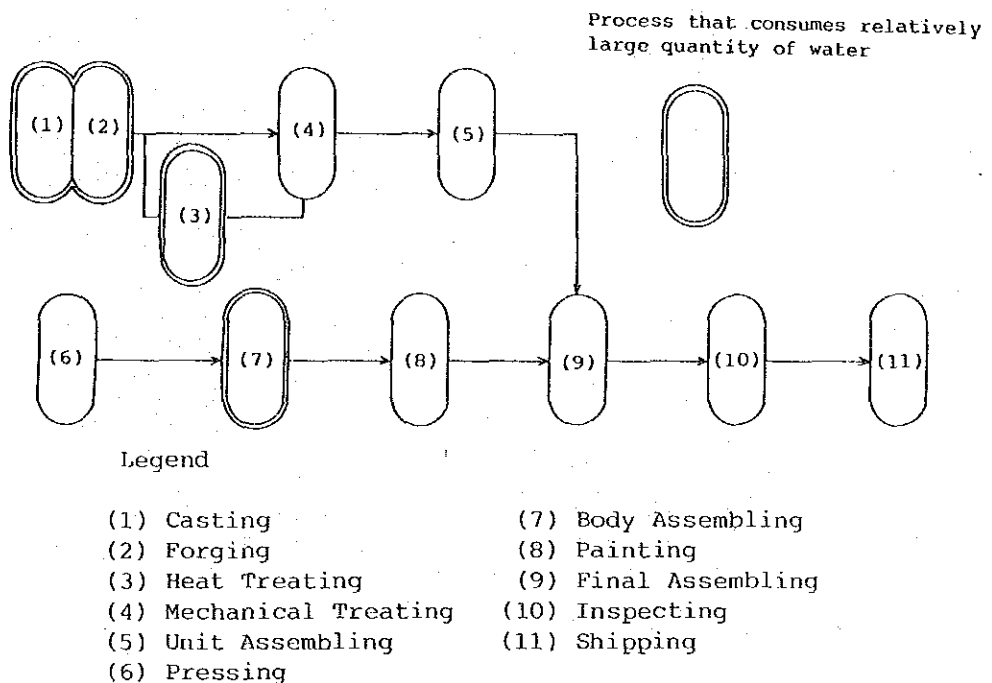 Process that consumes relatively
large quantity of water
(1) (2) (4) (5)
(3)
(6) (7) (8) (9) (10) (11)
Legend
(1) Casting
(2) Forging
(3) Heat Treating
(4) Mechanical Treating
(5) Unit Assembling
(6) Pressing
(7) Body Assembling
(8) Painting
(9) Final Assembling
(10) Inspecting
(11) Shipping